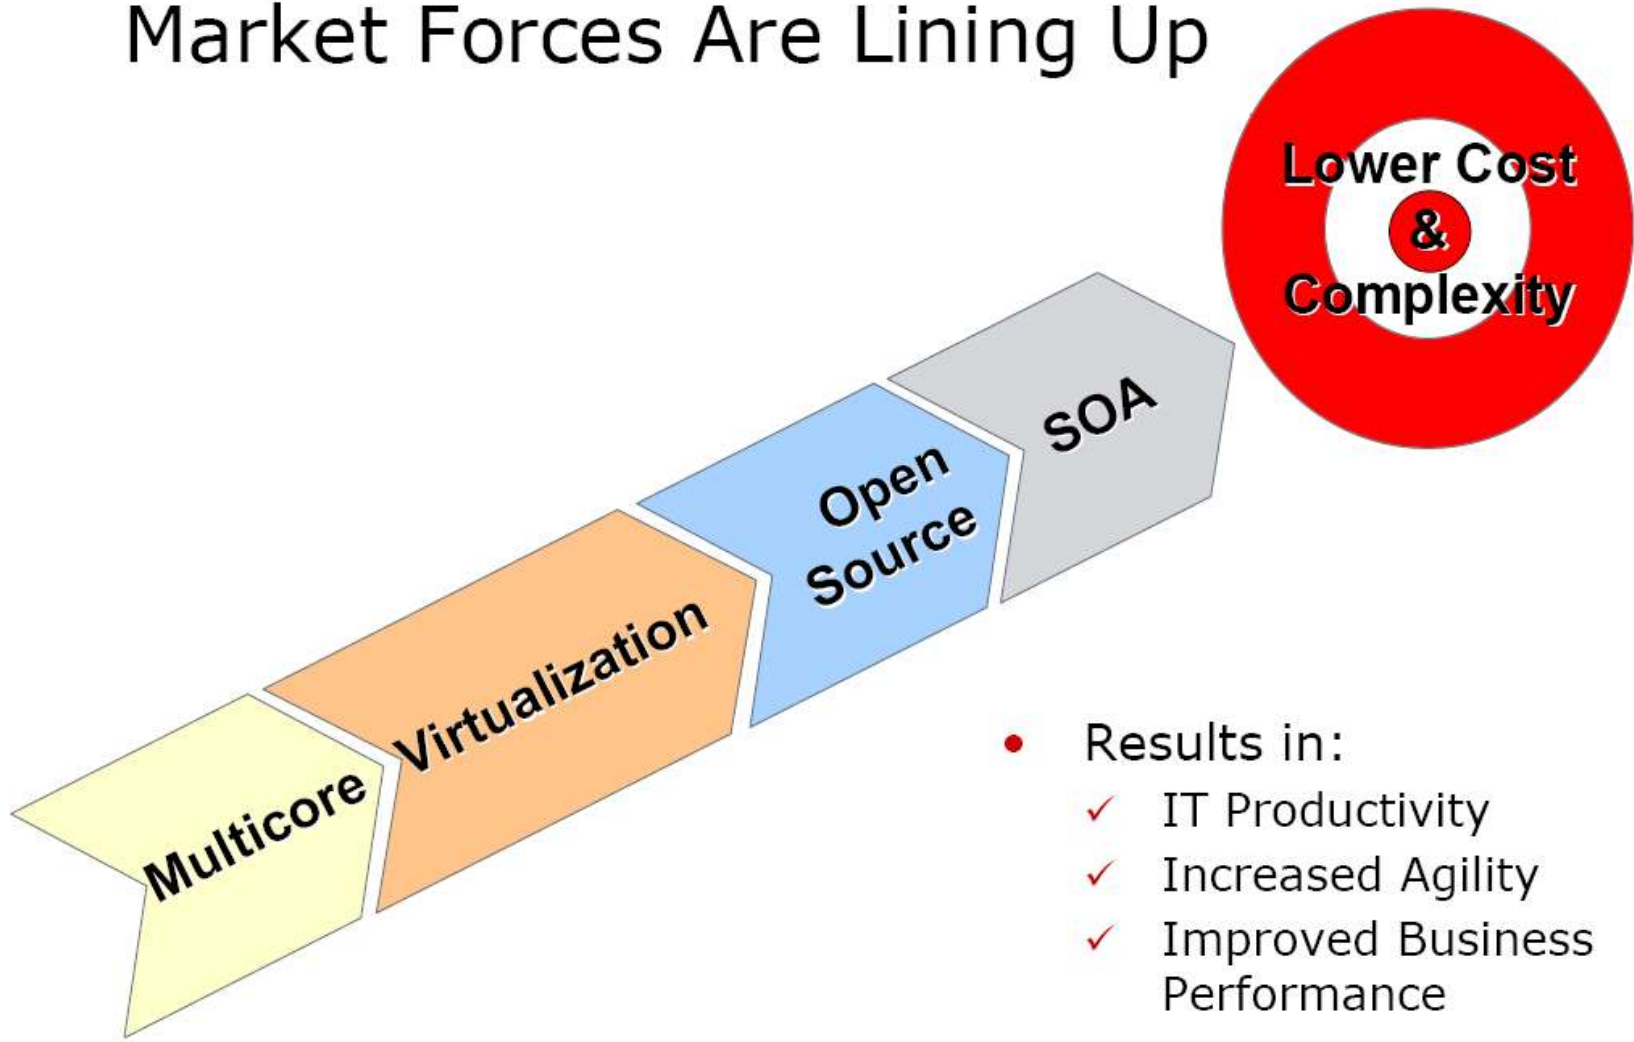 Market Forces Are Lining Up
Lower Cost
&
Complexity
SOA
Open
Source
Virtualization
Multicore
• Results in:
✓ IT Productivity
✓ Increased Agility
✓ Improved Business
Performance